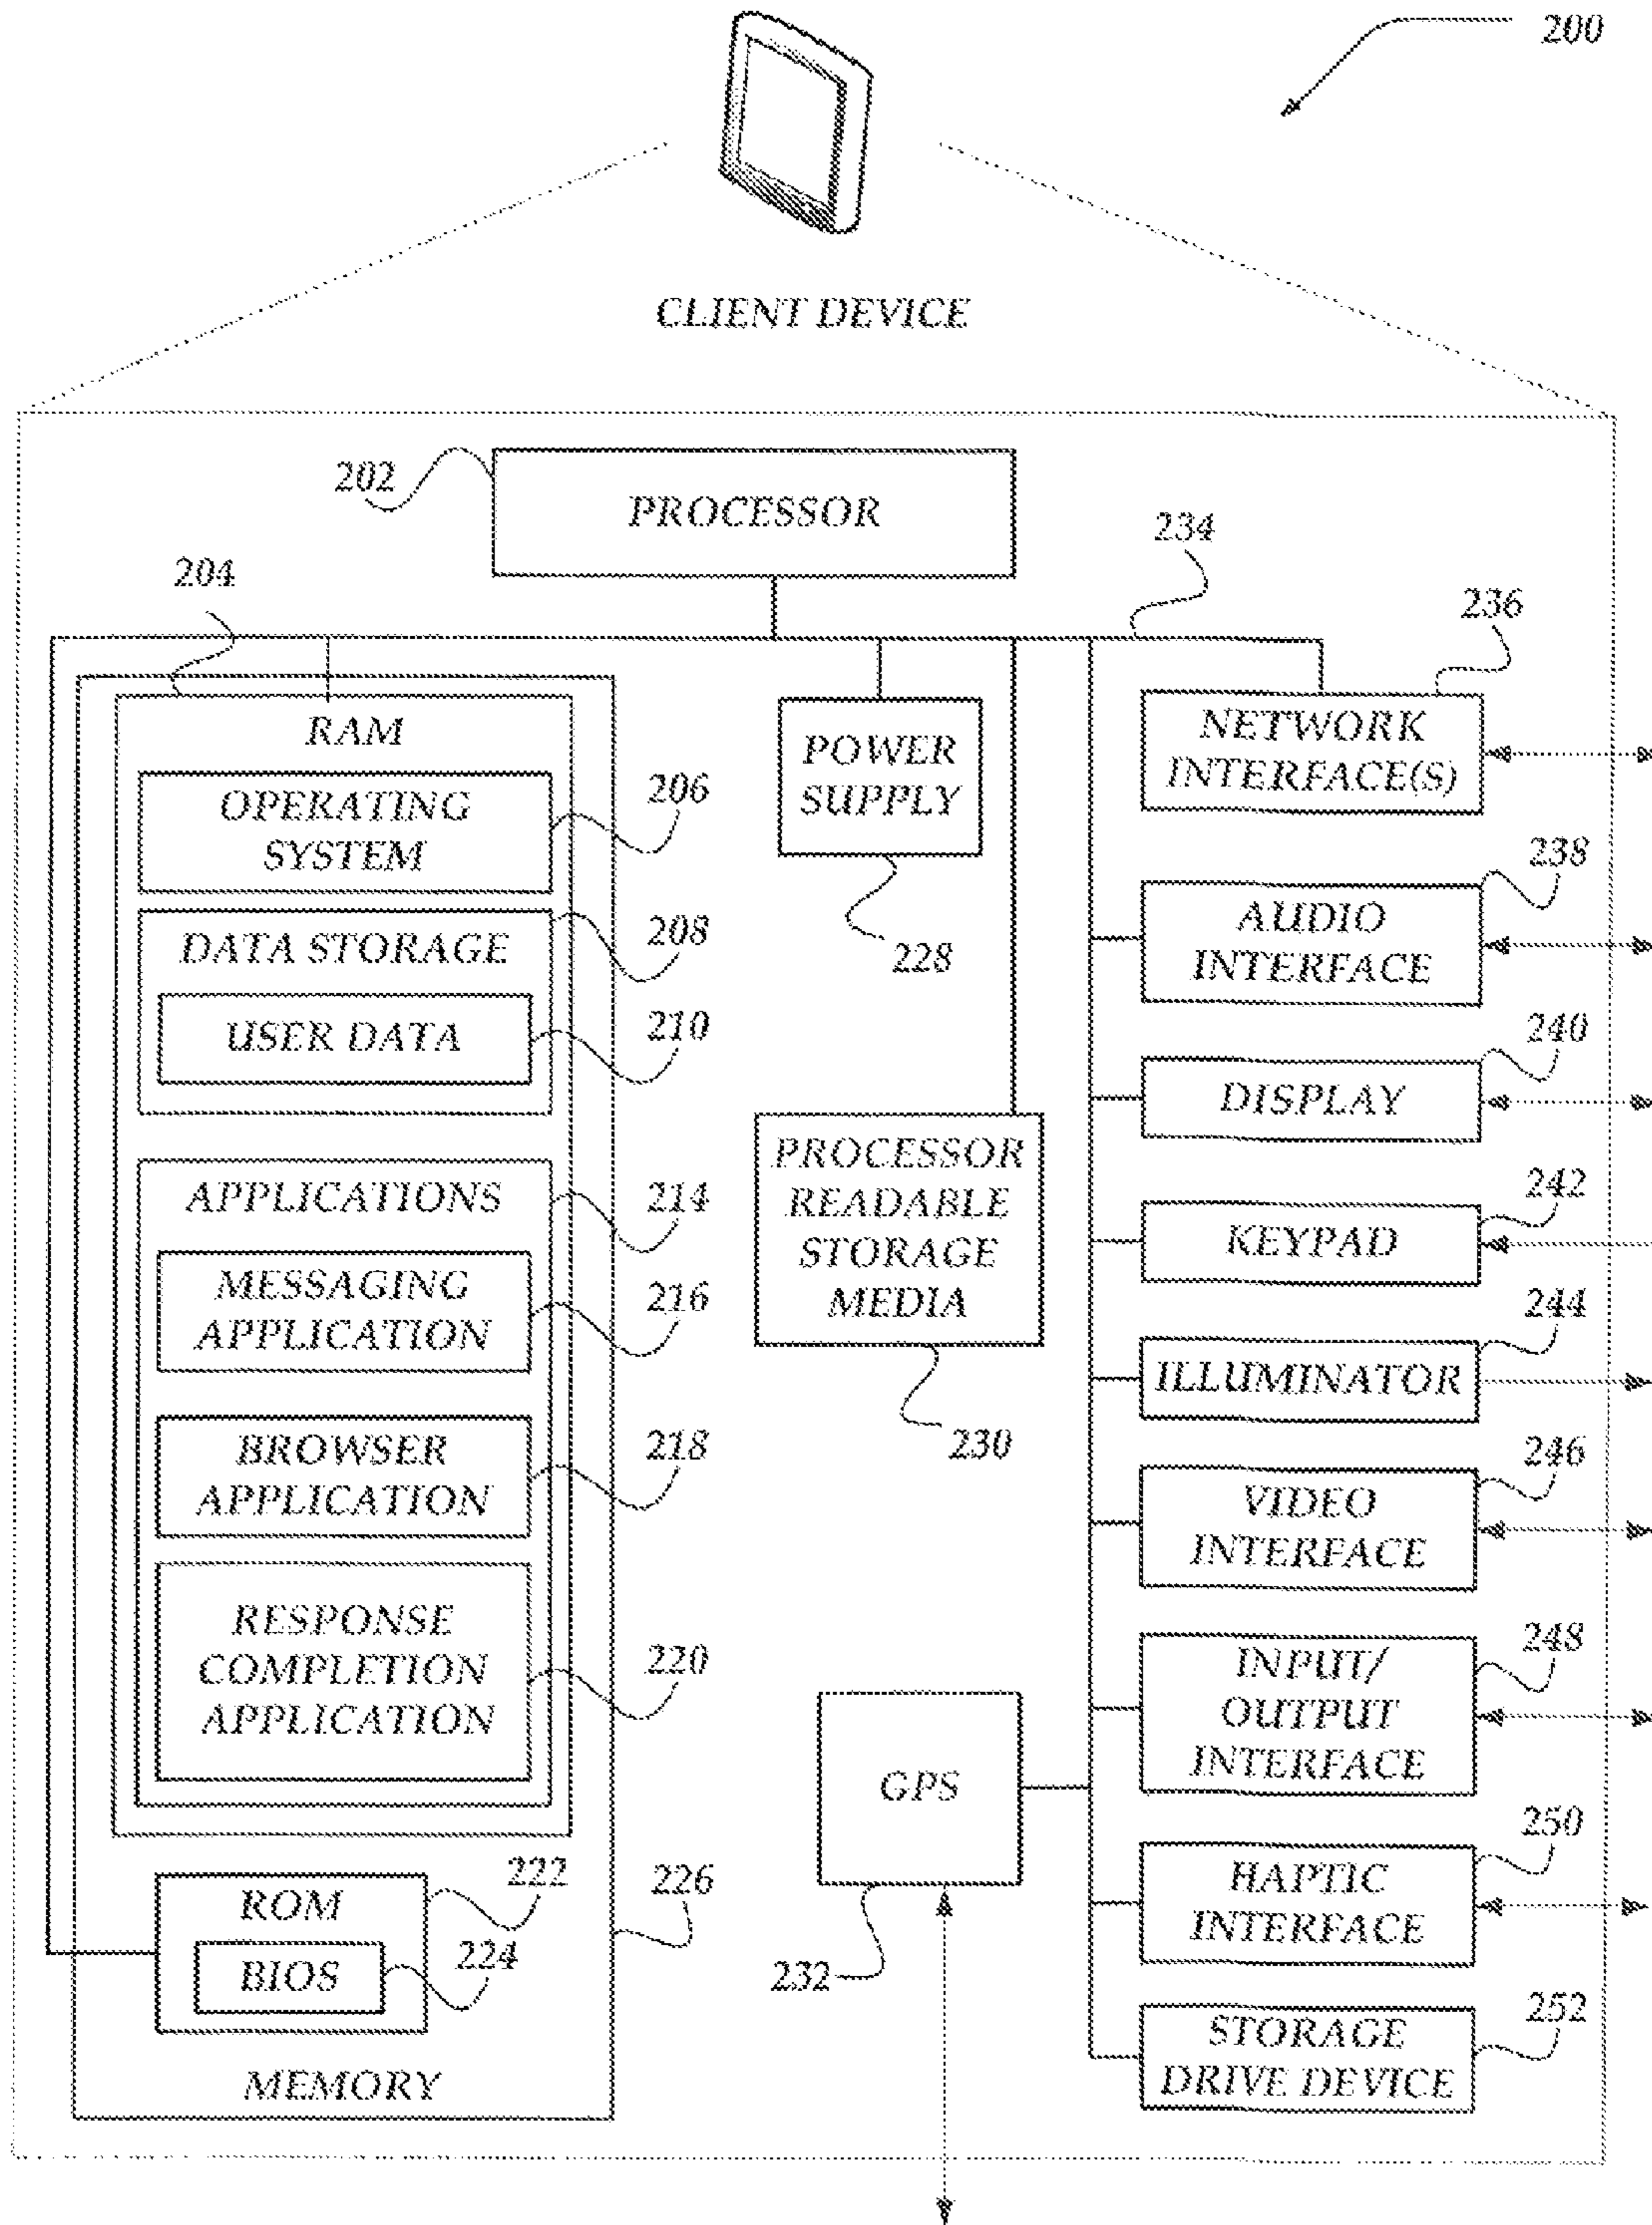 200
CLIENT DEVICE
202
PROCESSOR
234
204
236
RAM
OPERATING
SYSTEM
206
DATA STORAGE
208
USER DATA
210
APPLICATIONS
214
MESSAGING
APPLICATION
216
BROWSER
APPLICATION
218
RESPONSE
COMPLETION
APPLICATION
220
ROM
222
BIOS
224
226
MEMORY
POWER
SUPPLY
228
PROCESSOR
READABLE
STORAGE
MEDIA
230
GPS
232
NETWORK
INTERFACE(S)
238
AUDIO
INTERFACE
240
DISPLAY
242
KEYPAD
244
ILLUMINATOR
246
VIDEO
INTERFACE
248
INPUT/
OUTPUT
INTERFACE
250
HAPTIC
INTERFACE
252
STORAGE
DRIVE DEVICE